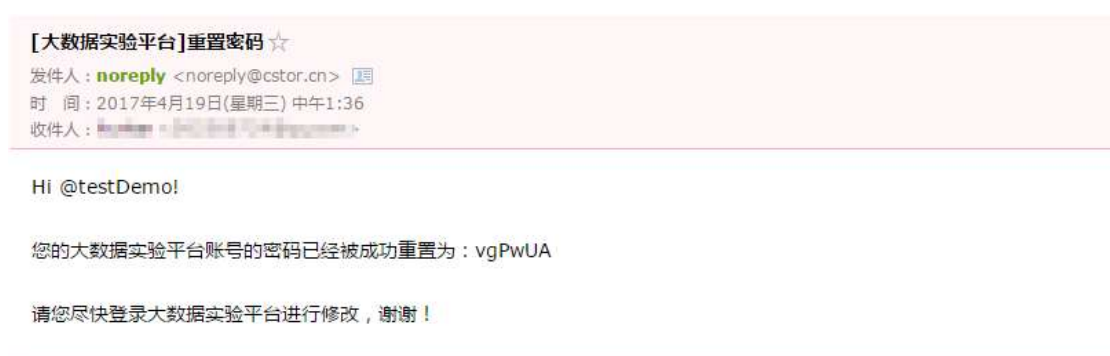 [大数据实验平台]重置密码☆
发件人：noreply <noreply@cstor.cn>
时 间：2017年4月19日(星期三) 中午1:36
收件人：
Hi @testDemo!
您的大数据实验平台账号的密码已经被成功重置为：vgPwUA
请您尽快登录大数据实验平台进行修改，谢谢！